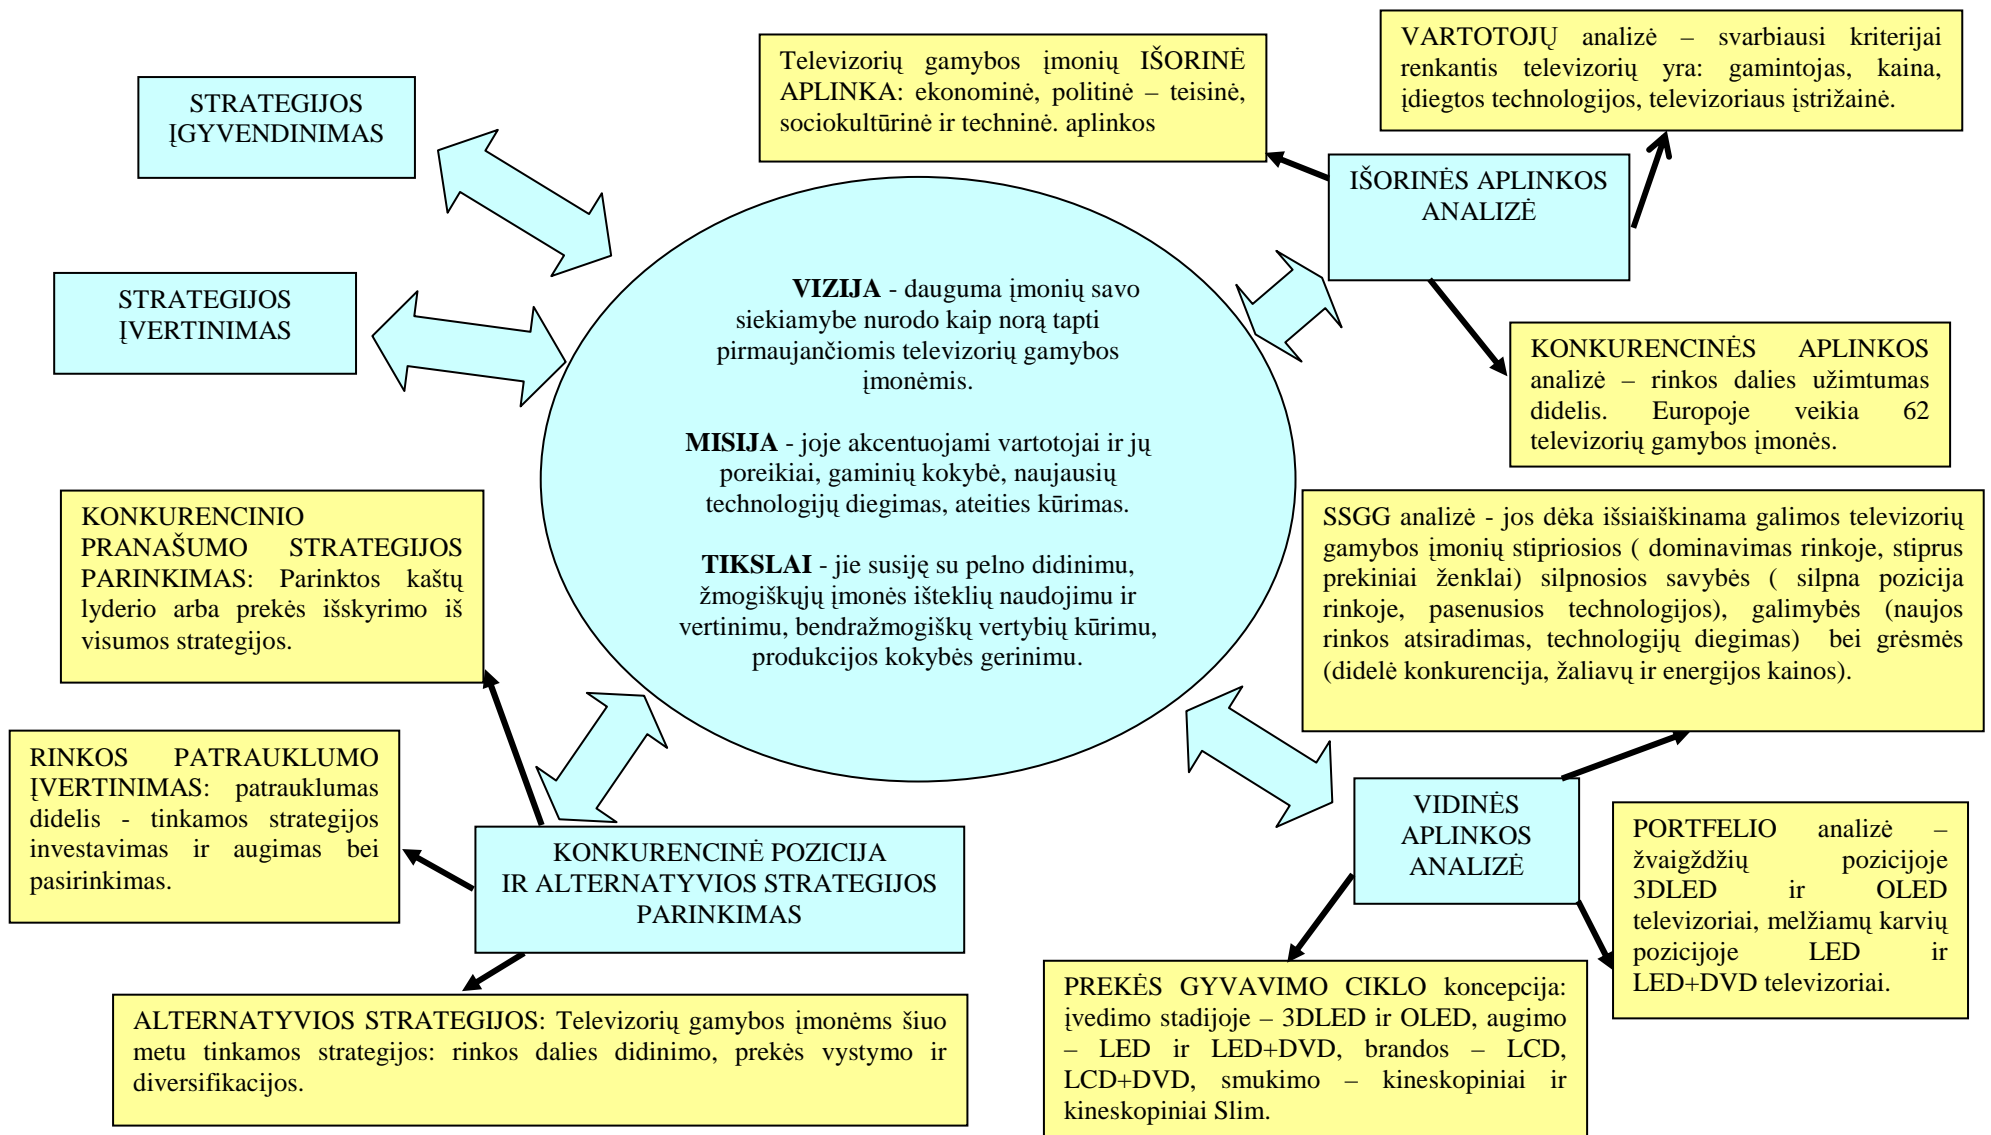 STRATEGIJOS
ĮGYVENDINIMAS
Televizorių gamybos įmonių IŠORINĖ
APLINKA: ekonominė, politinė – teisinė,
sociokultūrinė ir techninė. aplinkos
VARTOTOJŲ analizė – svarbiausi kriterijai
renkantis televizorių yra: gamintojas, kaina,
įdiegtos technologijos, televizoriaus įstrižainė.
IŠORINĖS APLINKOS
ANALIZĖ
STRATEGIJOS
ĮVERTINIMAS
VIZIJA - dauguma įmonių savo
siekiamybe nurodo kaip norą tapti
pirmaujančiomis televizorių gamybos
įmonėmis.
MISIJA - joje akcentuojami vartotojai ir jų
poreikiai, gaminių kokybė, naujausių
technologijų diegimas, ateities kūrimas.
TIKSLAI - jie susiję su pelno didinimu,
žmogiškųjų įmonės išteklių naudojimu ir
vertinimu, bendražmogiškų vertybių kūrimu,
produkcijos kokybės gerinimu.
KONKURENCINĖS APLINKOS
analizė – rinkos dalies užimtumas
didelis. Europoje veikia 62
televizorių gamybos įmonės.
KONKURENCINIO
PRANAŠUMO STRATEGIJOS
PARINKIMAS: Parinktos kaštų
lyderio arba prekės išskyrimo iš
visumos strategijos.
SSGG analizė - jos dėka išsiaiškinama galimos televizorių
gamybos įmonių stipriosios ( dominavimas rinkoje, stiprus
prekiniai ženklai) silpnosios savybės ( silpna pozicija
rinkoje, pasenusios technologijos), galimybės (naujos
rinkos atsiradimas, technologijų diegimas) bei grėsmės
(didelė konkurencija, žaliavų ir energijos kainos).
RINKOS PATRAUKLUMO
ĮVERTINIMAS: patrauklumas
didelis - tinkamos strategijos
investavimas ir augimas bei
pasirinkimas.
KONKURENCINĖ POZICIJA
IR ALTERNATYVIOS STRATEGIJOS
PARINKIMAS
VIDINĖS
APLINKOS
ANALIZĖ
PORTFELIO analizė –
žvaigždžių pozicijoje
3DLED ir OLED
televizoriai, melžiamų karvių
pozicijoje LED ir
LED+DVD televizoriai.
ALTERNATYVIOS STRATEGIJOS: Televizorių gamybos įmonėms šiuo
metu tinkamos strategijos: rinkos dalies didinimo, prekės vystymo ir
diversifikacijos.
PREKĖS GYVAVIMO CIKLO koncepcija:
įvedimo stadijoje – 3DLED ir OLED, augimo
– LED ir LED+DVD, brandos – LCD,
LCD+DVD, smukimo – kineskopiniai ir
kineskopiniai Slim.